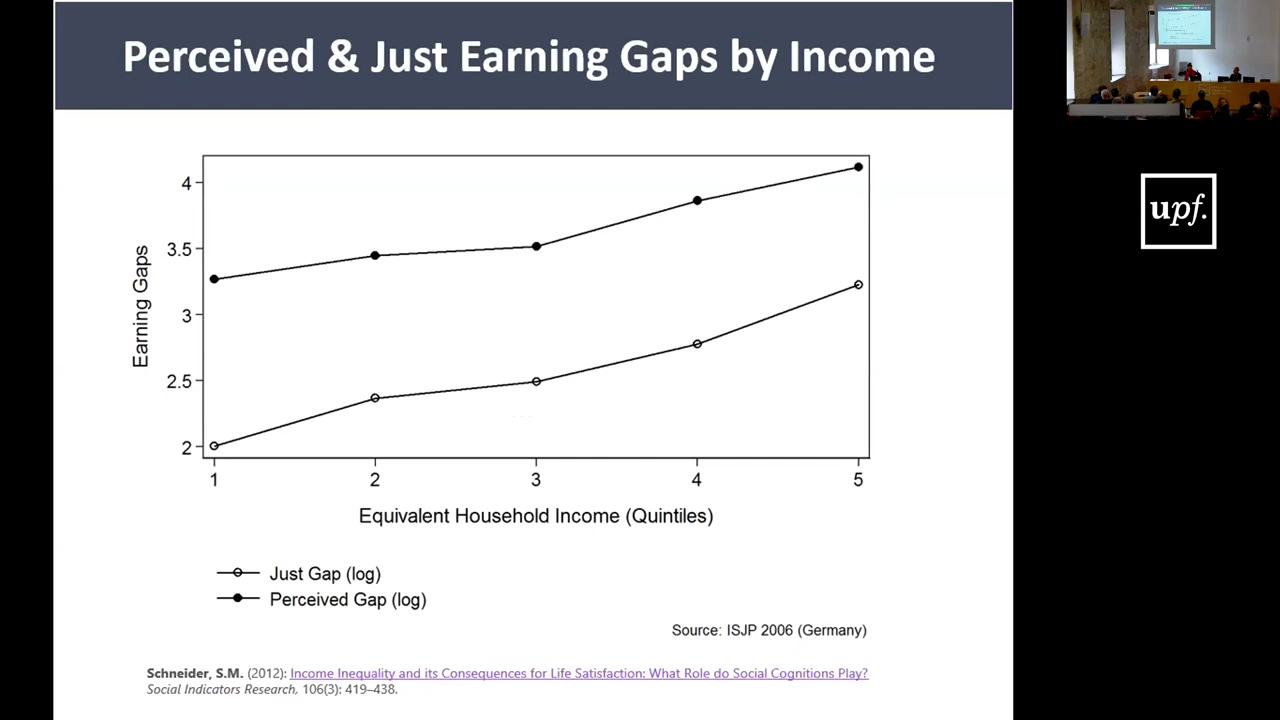 Perceived & Just Earning Gaps by Income
upf.
4
3.5
3
2.5
2
Earning Gaps
1 2 3 4 5
Equivalent Household Income (Quintiles)
Just Gap (log)
Perceived Gap (log)
Source: ISJP 2006 (Germany)
Schneider, S.M. (2012): Income Inequality and its Consequences for Life Satisfaction: What Role do Social Cognitions Play?
Social Indicators Research, 106(3): 419–438.